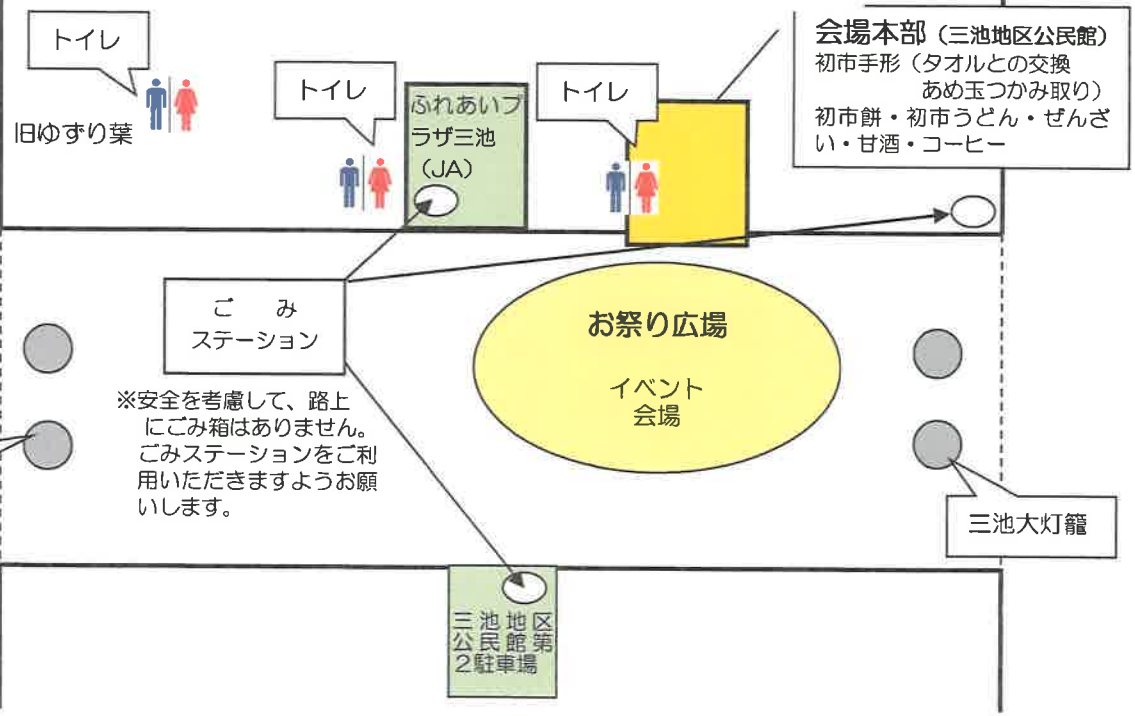 トイレ
旧ゆずり葉
トイレ
ふれあいプ
ラザ三池
（JA）
トイレ
会場本部（三池地区公民館）
初市手形（タオルとの交換
あめ玉つかみ取り）
初市餅・初市うどん・ぜんざ
い・甘酒・コーヒー
ごみ
ステーション
※安全を考慮して、路上
にごみ箱はありません。
ごみステーションをご利
用いただきますようお願
いします。
お祭り広場
イベント
会場
三池大灯籠
三池地区
公民館第
２駐車場